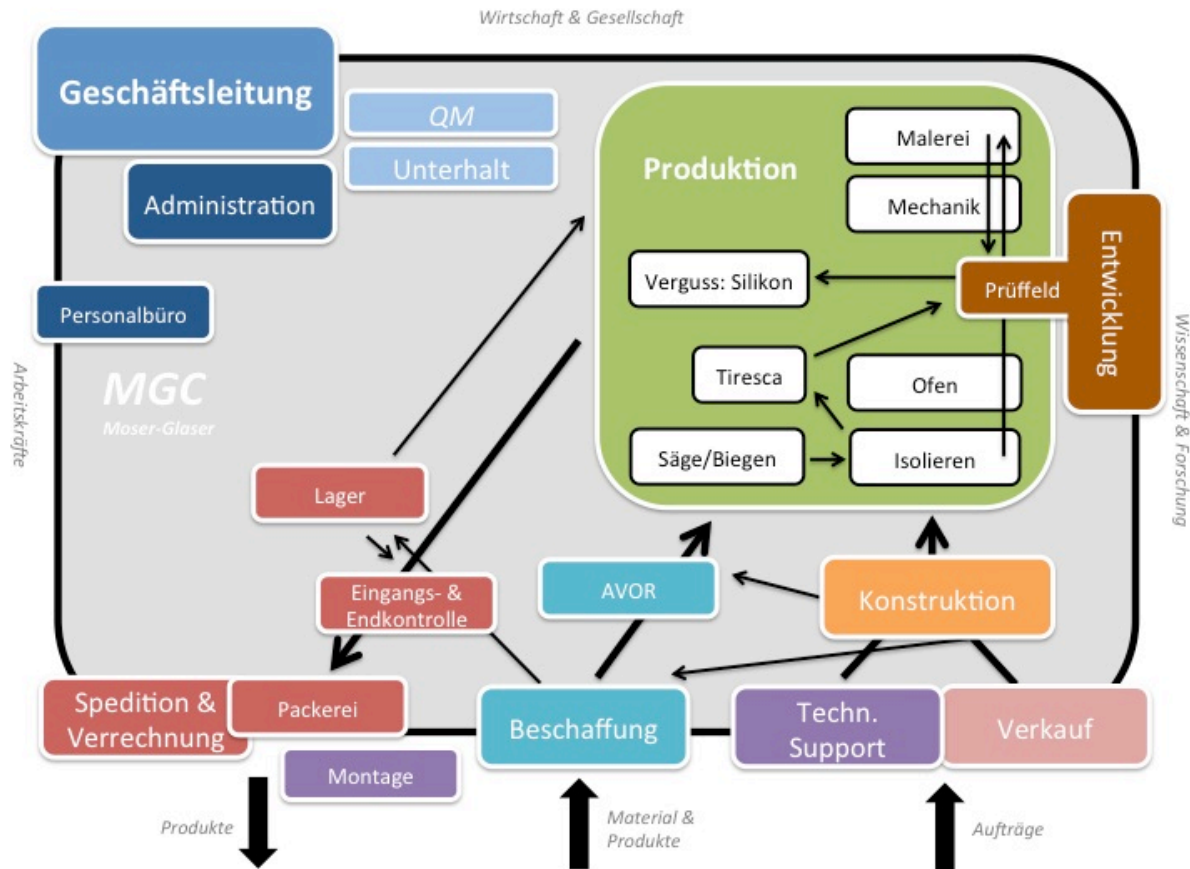 Wirtschaft & Gesellschaft
Geschäftsleitung
QM
Unterhalt
Administration
Personalbüro
Arbeitskräfte
MGC
Moser-Glaser
Produktion
Malerei
Mechanik
Verguss: Silikon
Prüffeld
Entwicklung
Tiresca
Ofen
Säge/Biegen
Isolieren
Wissenschaft & Forschung
Lager
Eingangs- &
Endkontrolle
AVOR
Konstruktion
Spedition &
Verrechnung
Packerei
Montage
Beschaffung
Techn.
Support
Verkauf
Produkte
Material &
Produkte
Aufträge